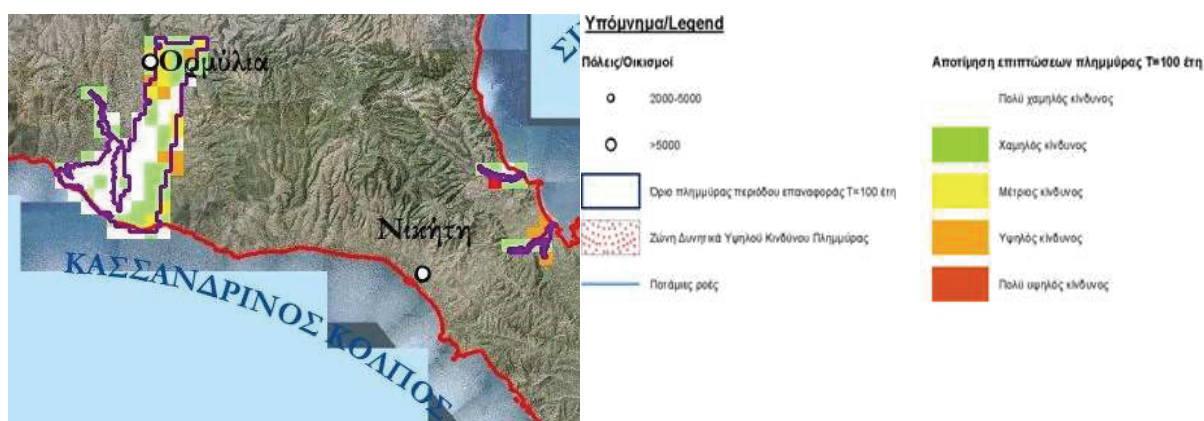 Ορμύλια
ΣΙ
Νικήτη
ΚΑΣΣΑΝΔΡΙΝΟΣ ΚΟΛΠΟΣ
Υπόμνημα/Legend
Πόλεις/Οικισμοί
2000-5000
>5000
Όριο πλημμύρας περιόδου επαναφοράς T=100 έτη
Ζώνη Δυνητικά Υψηλού Κινδύνου Πλημμύρας
Ποτάμιες ροές
Αποτίμηση επιπτώσεων πλημμύρας T=100 έτη
Πολύ χαμηλός κίνδυνος
Χαμηλός κίνδυνος
Μέτριος κίνδυνος
Υψηλός κίνδυνος
Πολύ υψηλός κίνδυνος